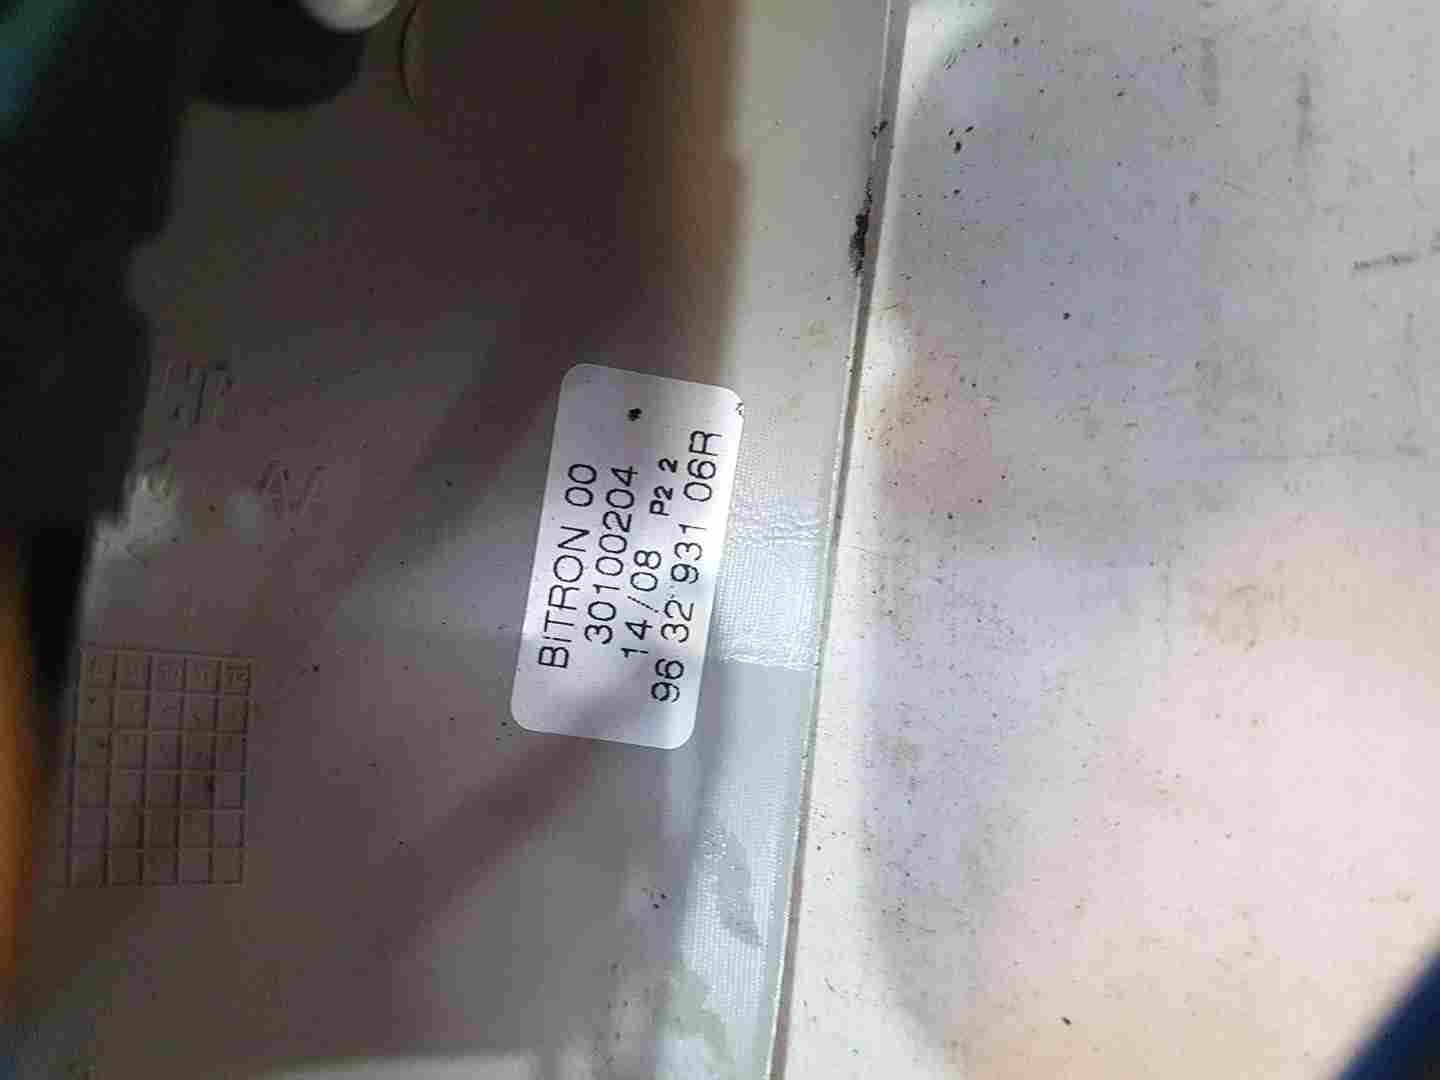 BITRON 00
30100204
14/08 P2 2
96 32 931 06R